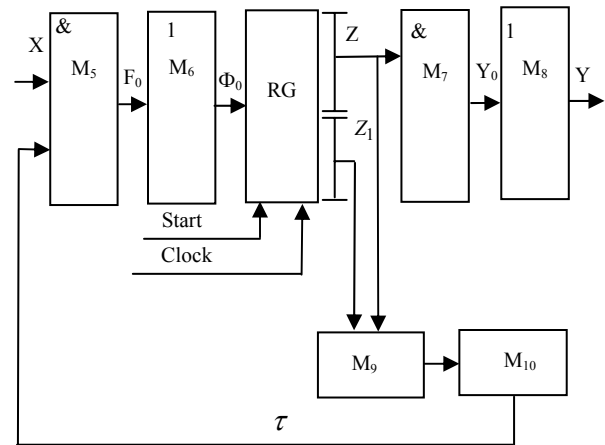 &
X
M₅
F₀
1
M₆
Φ₀
RG
Z
Z₁
&
M₇
Y₀
1
M₈
Y
Start
Clock
M₉
M₁₀
τ